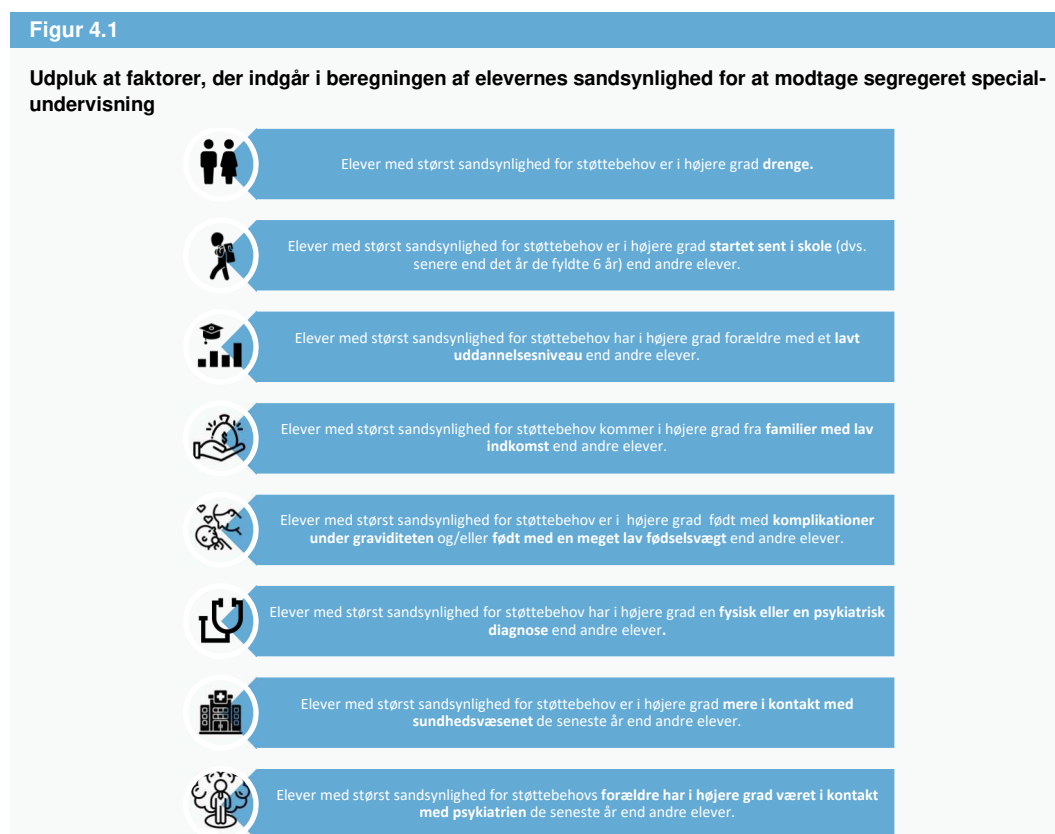 Figur 4.1
Udpluk at faktorer, der indgår i beregningen af elevernes sandsynlighed for at modtage segregeret special-
undervisning
Elever med størst sandsynlighed for støttebehov er i højere grad drenge.
Elever med størst sandsynlighed for støttebehov er i højere grad startet sent i skole (dvs.
senere end det år de fyldte 6 år) end andre elever.
Elever med størst sandsynlighed for støttebehov har i højere grad forældre med et lavt
uddannelsesniveau end andre elever.
Elever med størst sandsynlighed for støttebehov kommer i højere grad fra familier med lav
indkomst end andre elever.
Elever med størst sandsynlighed for støttebehov er i højere grad født med komplikationer
under graviditeten og/eller født med en meget lav fødselsvægt end andre elever.
Elever med størst sandsynlighed for støttebehov har i højere grad en fysisk eller en psykiatrisk
diagnose end andre elever.
Elever med størst sandsynlighed for støttebehov er i højere grad mere i kontakt med
sundhedsvæsenet de seneste år end andre elever.
Elever med størst sandsynlighed for støttebehovs forældre har i højere grad været i kontakt
med psykiatrien de seneste år end andre elever.